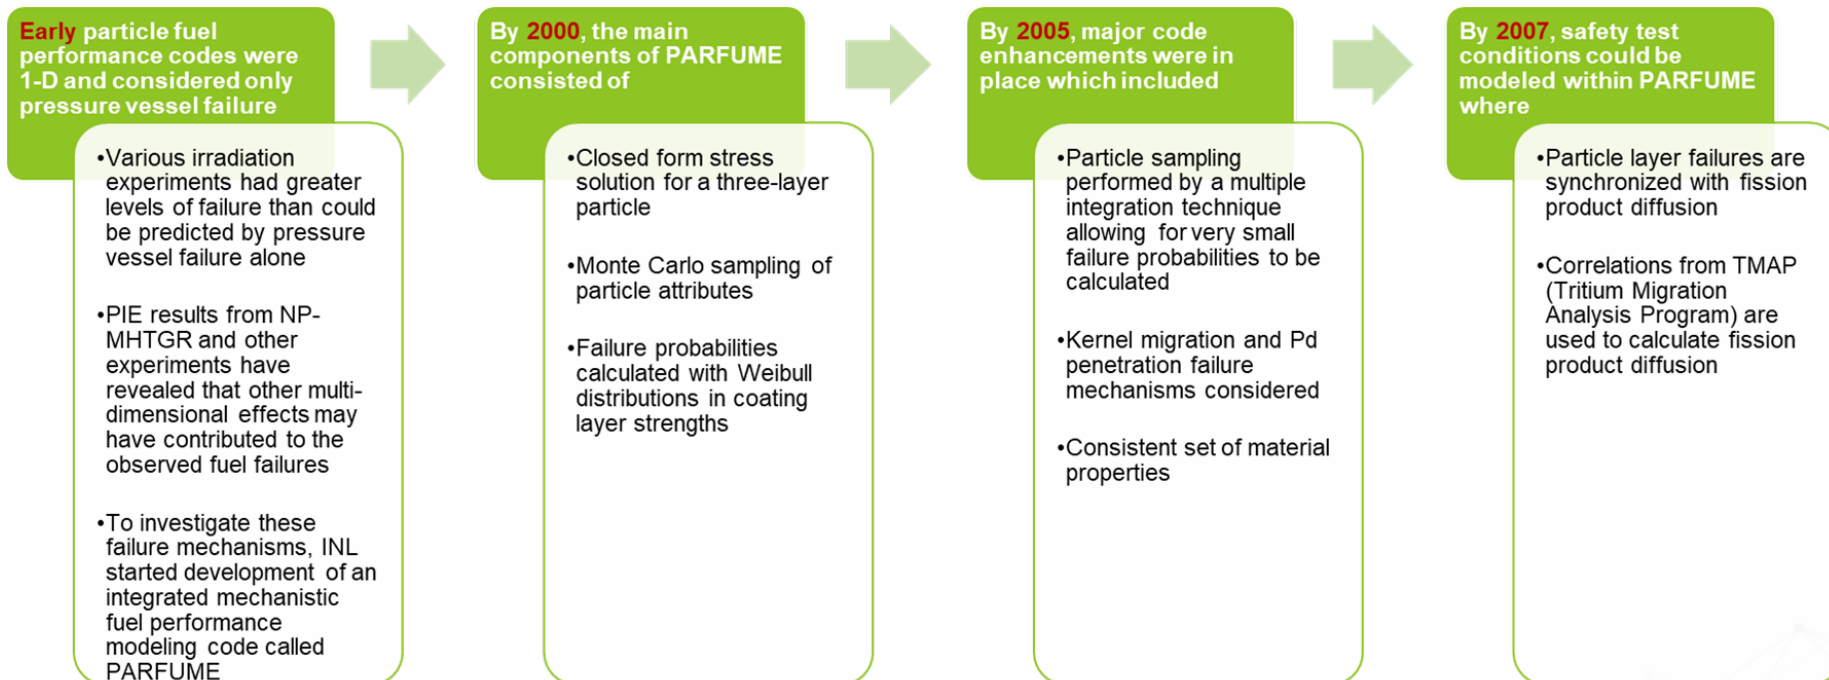 Early particle fuel
performance codes were
1-D and considered only
pressure vessel failure
•Various irradiation
experiments had greater
levels of failure than could
be predicted by pressure
vessel failure alone
•PIE results from NP-
MHTGR and other
experiments have
revealed that other multi-
dimensional effects may
have contributed to the
observed fuel failures
•To investigate these
failure mechanisms, INL
started development of an
integrated mechanistic
fuel performance
modeling code called
PARFUME
By 2000, the main
components of PARFUME
consisted of
•Closed form stress
solution for a three-layer
particle
•Monte Carlo sampling of
particle attributes
•Failure probabilities
calculated with Weibull
distributions in coating
layer strengths
By 2005, major code
enhancements were in
place which included
•Particle sampling
performed by a multiple
integration technique
allowing for very small
failure probabilities to be
calculated
•Kernel migration and Pd
penetration failure
mechanisms considered
•Consistent set of material
properties
By 2007, safety test
conditions could be
modeled within PARFUME
where
•Particle layer failures are
synchronized with fission
product diffusion
•Correlations from TMAP
(Tritium Migration
Analysis Program) are
used to calculate fission
product diffusion